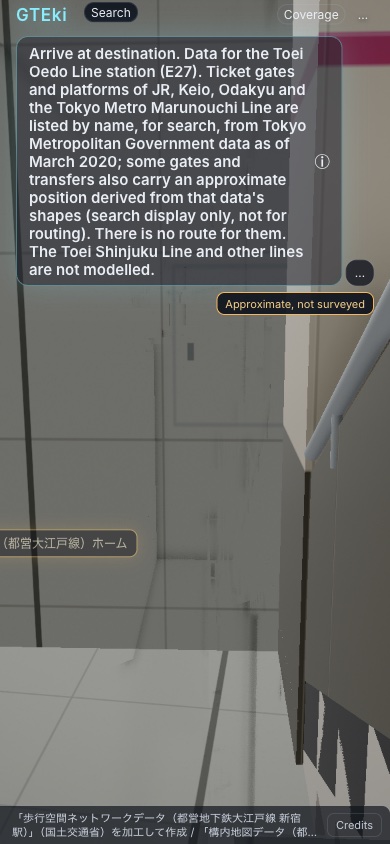 GTEki Search Coverage ...
Arrive at destination. Data for the Toei
Oedo Line station (E27). Ticket gates
and platforms of JR, Keio, Odakyu and
the Tokyo Metro Marunouchi Line are
listed by name, for search, from Tokyo
Metropolitan Government data as of
March 2020; some gates and
transfers also carry an approximate
position derived from that data's
shapes (search display only, not for
routing). There is no route for them.
The Toei Shinjuku Line and other lines
are not modelled.
...
Approximate, not surveyed
（都営大江戸線）ホーム
「歩行空間ネットワークデータ（都営地下鉄大江戸線 新宿
駅）」（国土交通省）を加工して作成 / 「構内地図データ（都...
Credits